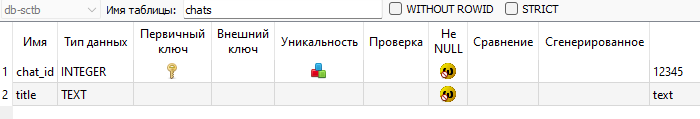 db-sctb Имя таблицы: chats WITHOUT ROWID STRICT
Имя Тип данных Первичный ключ Внешний ключ Уникальность Проверка Не NULL Сравнение Сгенерированное
1 chat_id INTEGER 12345
2 title TEXT text